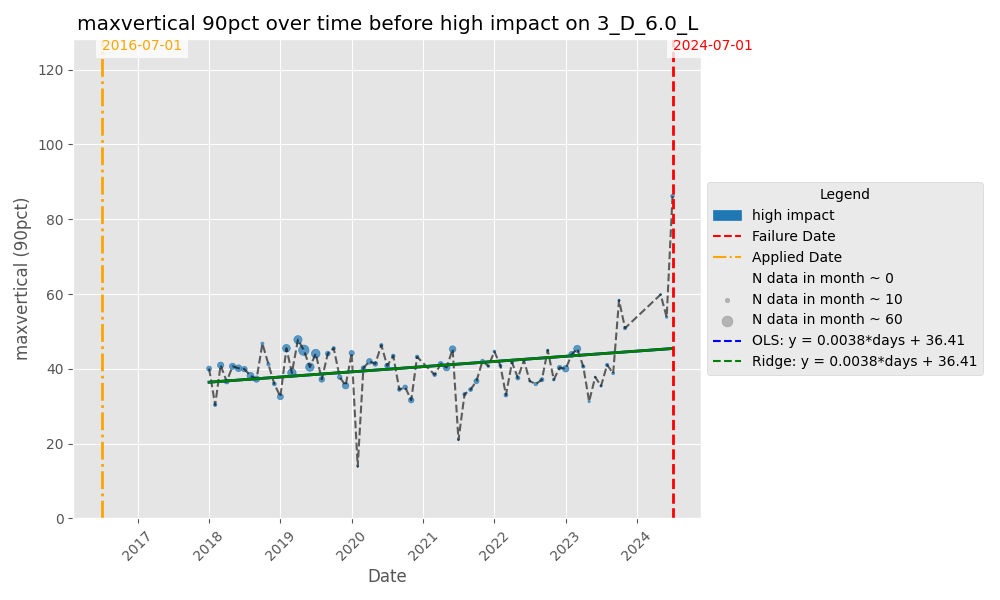 maxvertical 90pct over time before high impact on 3_D_6.0_L
2016-07-01
2024-07-01
120
100
80
60
40
20
0
maxvertical (90pct)
2017
2018
2019
2020
2021
2022
2023
2024
Date
Legend
high impact
Failure Date
Applied Date
N data in month ~ 0
N data in month ~ 10
N data in month ~ 60
OLS: y = 0.0038*days + 36.41
Ridge: y = 0.0038*days + 36.41